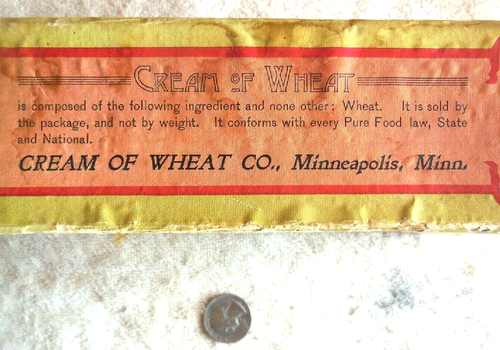 CREAM OF WHEAT
is composed of the following ingredient and none other: Wheat. It is sold by
the package, and not by weight. It conforms with every Pure Food law, State
and National.
CREAM OF WHEAT CO., Minneapolis, Minn.